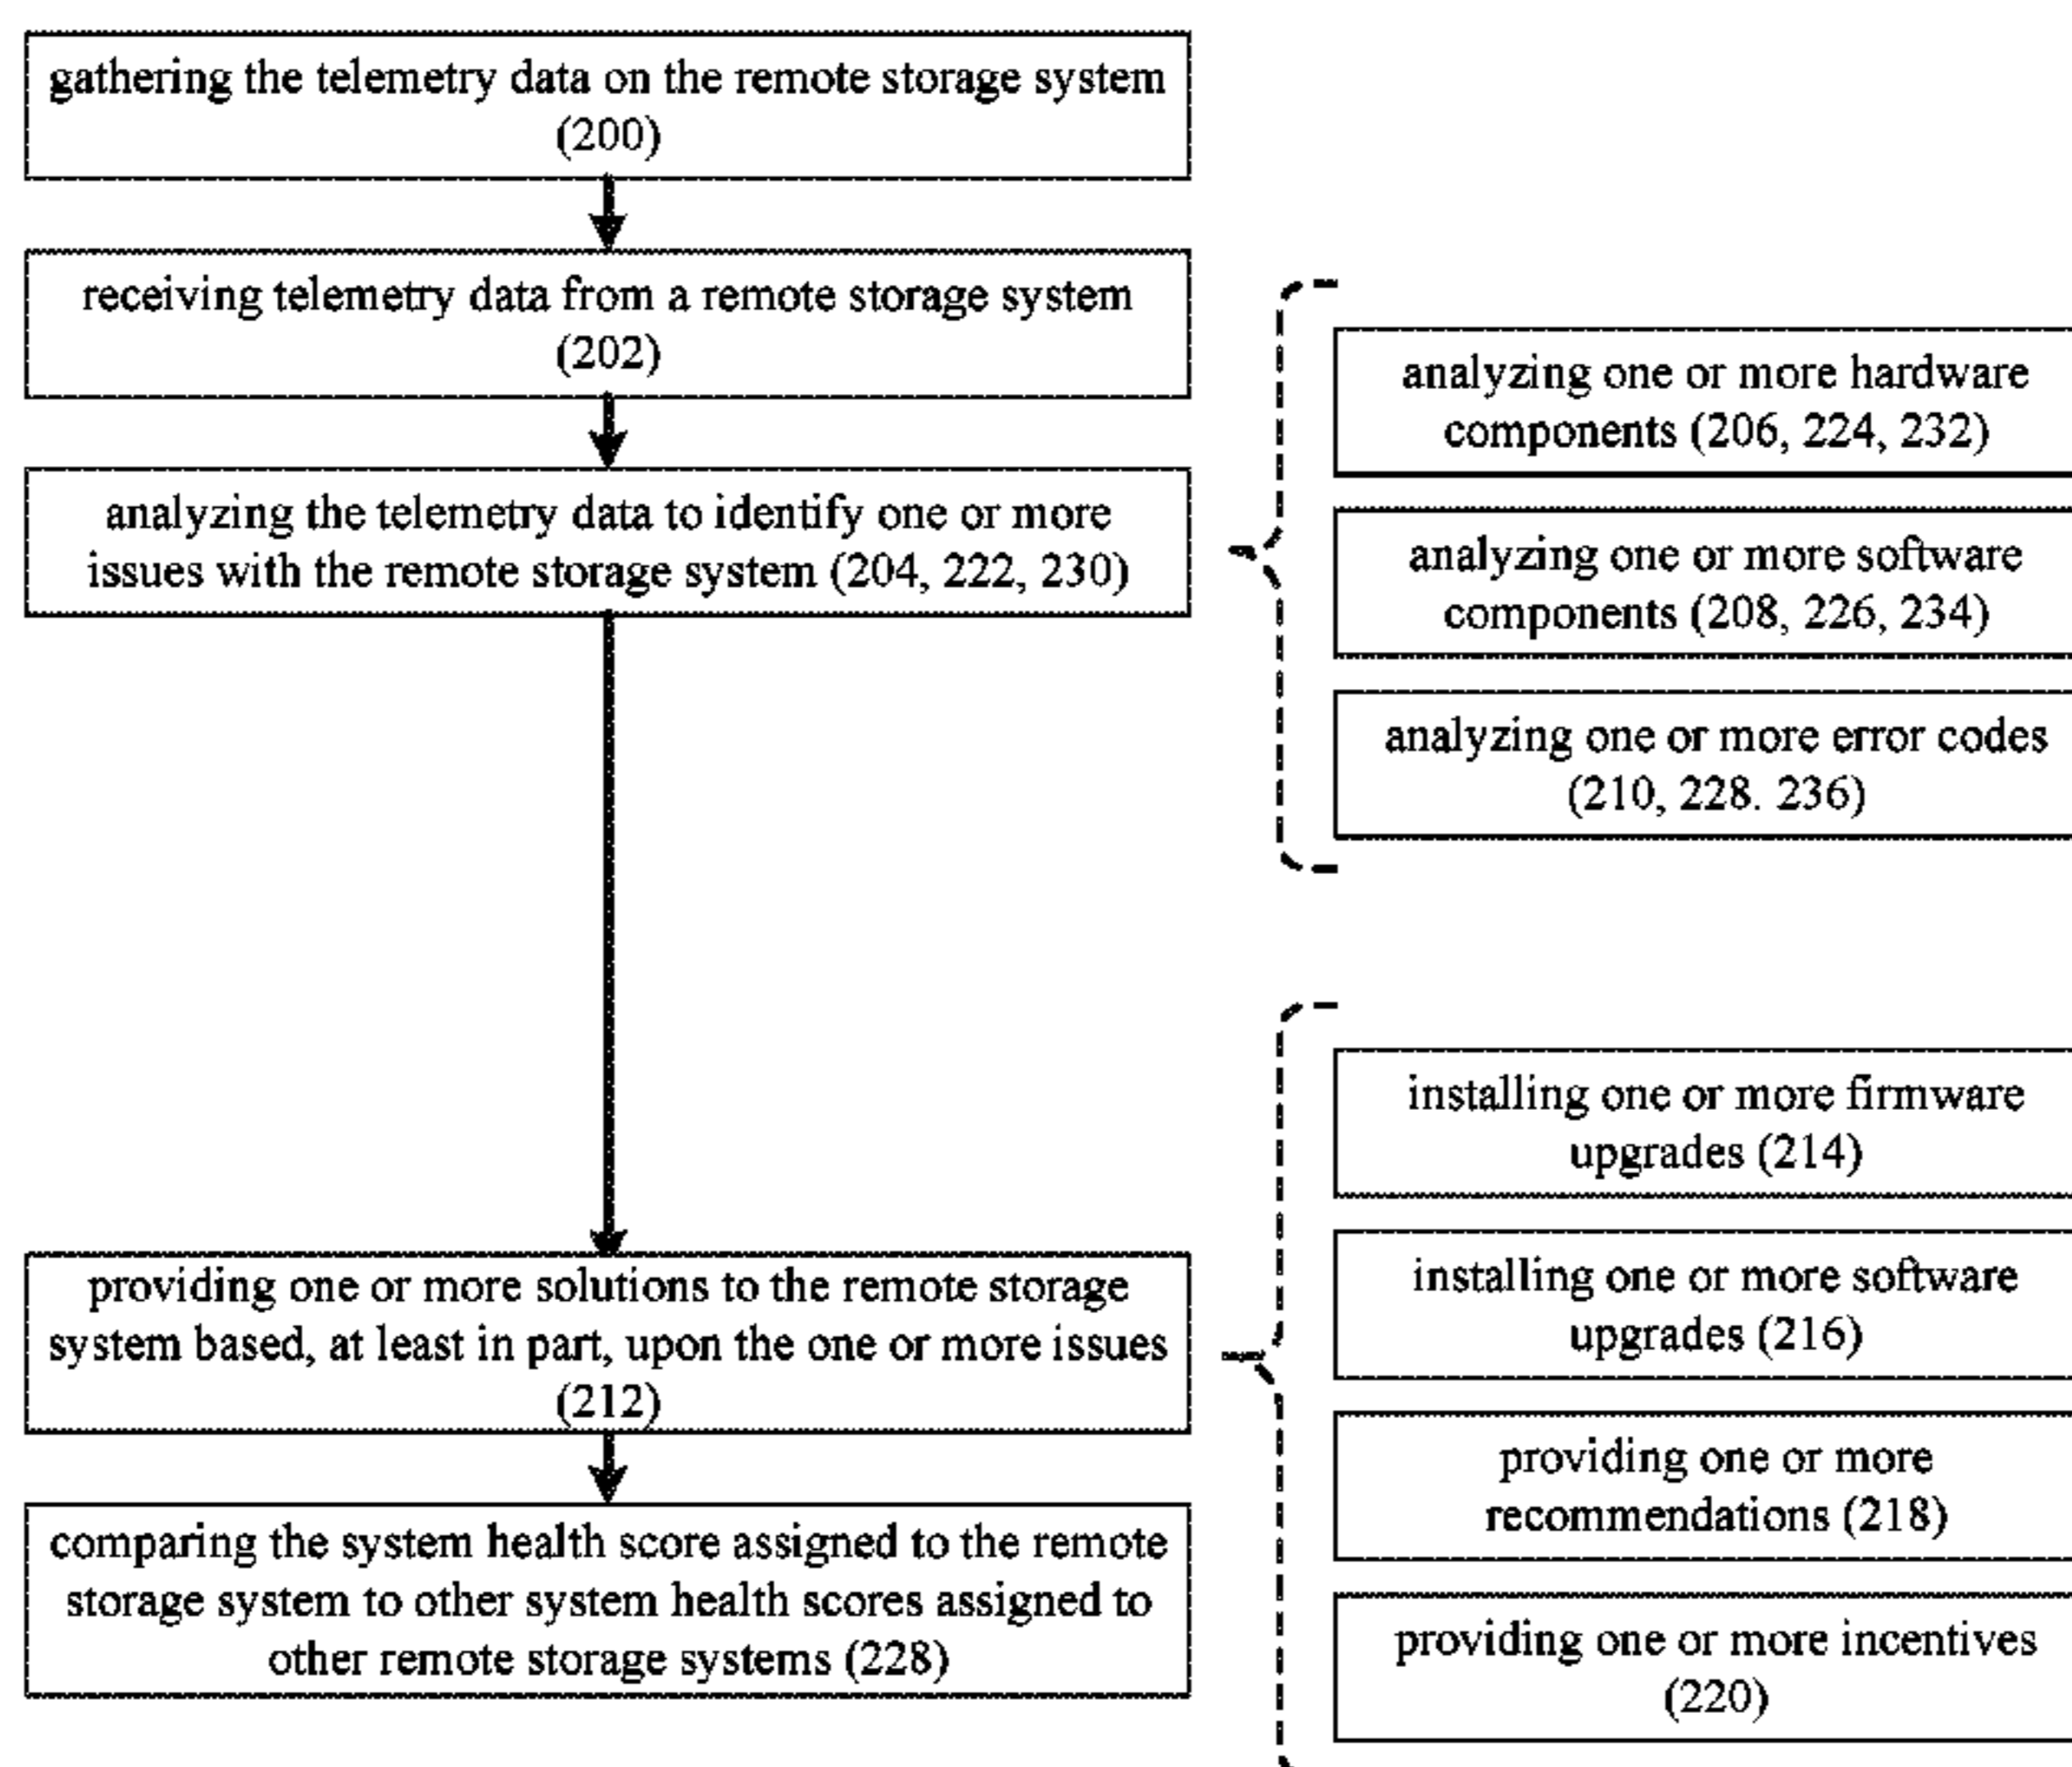 gathering the telemetry data on the remote storage system
(200)
receiving telemetry data from a remote storage system
(202)
analyzing the telemetry data to identify one or more
issues with the remote storage system (204, 222, 230)
analyzing one or more hardware
components (206, 224, 232)
analyzing one or more software
components (208, 226, 234)
analyzing one or more error codes
(210, 228. 236)
providing one or more solutions to the remote storage
system based, at least in part, upon the one or more issues
(212)
installing one or more firmware
upgrades (214)
installing one or more software
upgrades (216)
providing one or more
recommendations (218)
providing one or more incentives
(220)
comparing the system health score assigned to the remote
storage system to other system health scores assigned to
other remote storage systems (228)